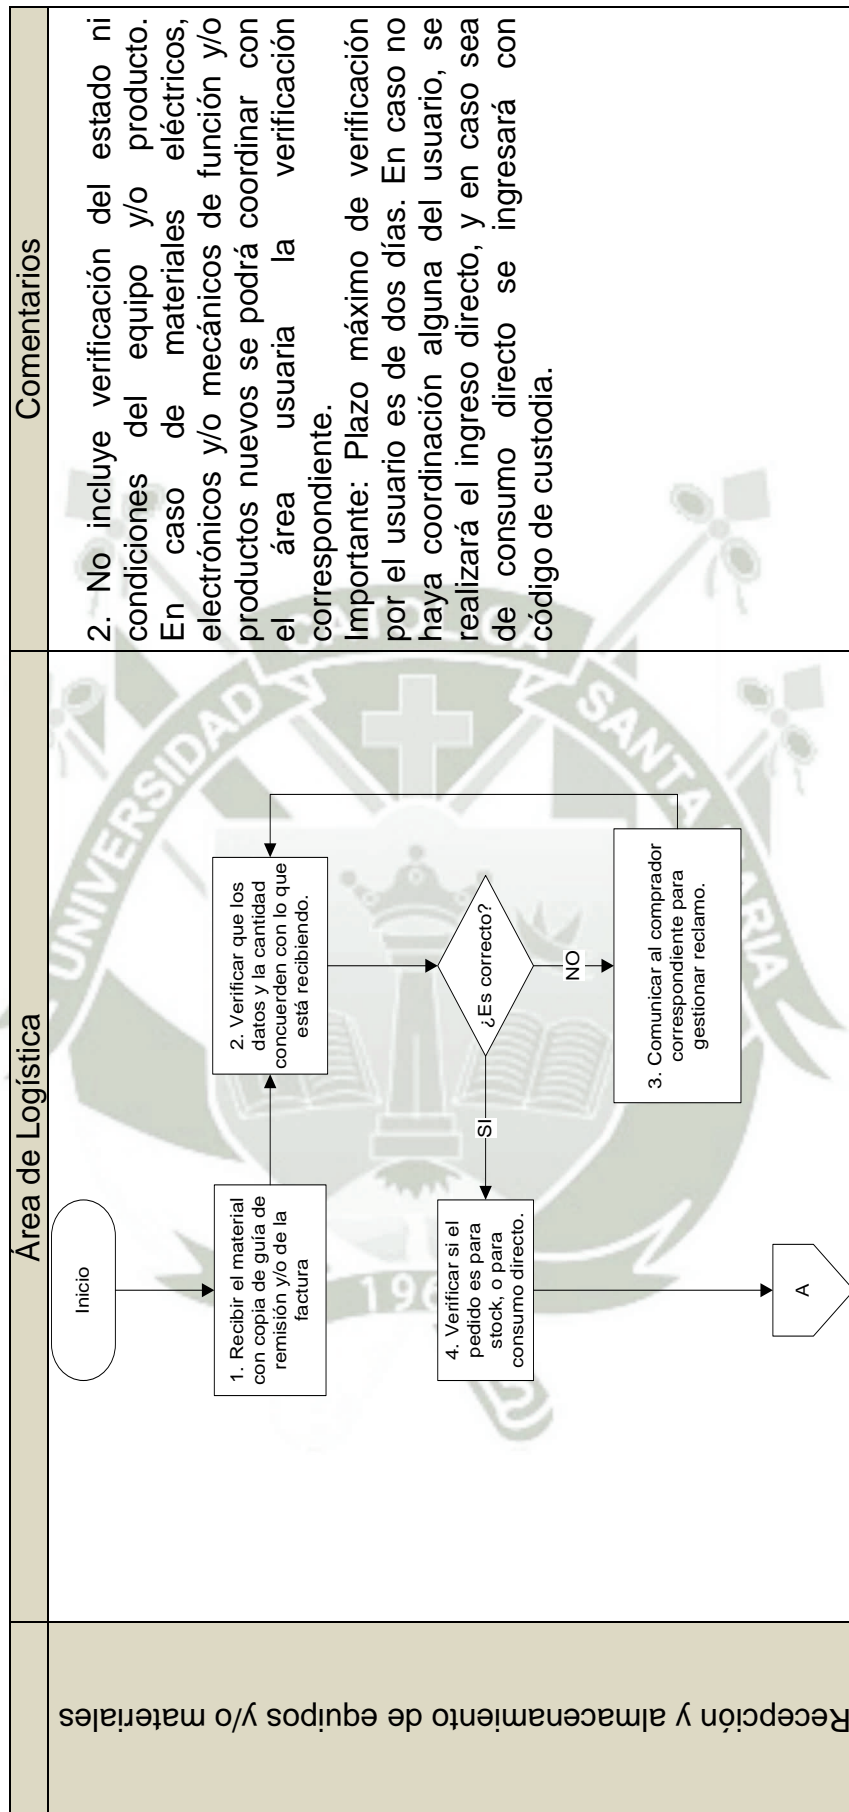 Área de Logística
Comentarios
Recepción y almacenamiento de equipos y/o materiales
Inicio
1. Recibir el material
con copia de guía de
remisión y/o de la
factura
2. Verificar que los
datos y la cantidad
concuerden con lo que
está recibiendo.
¿Es correcto?
SI
NO
3. Comunicar al comprador
correspondiente para
gestionar reclamo.
4. Verificar si el
pedido es para
stock, o para
consumo directo.
A
2. No incluye verificación del estado ni
condiciones del equipo y/o producto.
En caso de materiales eléctricos,
electrónicos y/o mecánicos de función y/o
productos nuevos se podrá coordinar con
el área usuaria la verificación
correspondiente.
Importante: Plazo máximo de verificación
por el usuario es de dos días. En caso no
haya coordinación alguna del usuario, se
realizará el ingreso directo, y en caso sea
de consumo directo se ingresará con
código de custodia.
UNIVERSIDAD
CATÓLICA
SANTA MARÍA
196